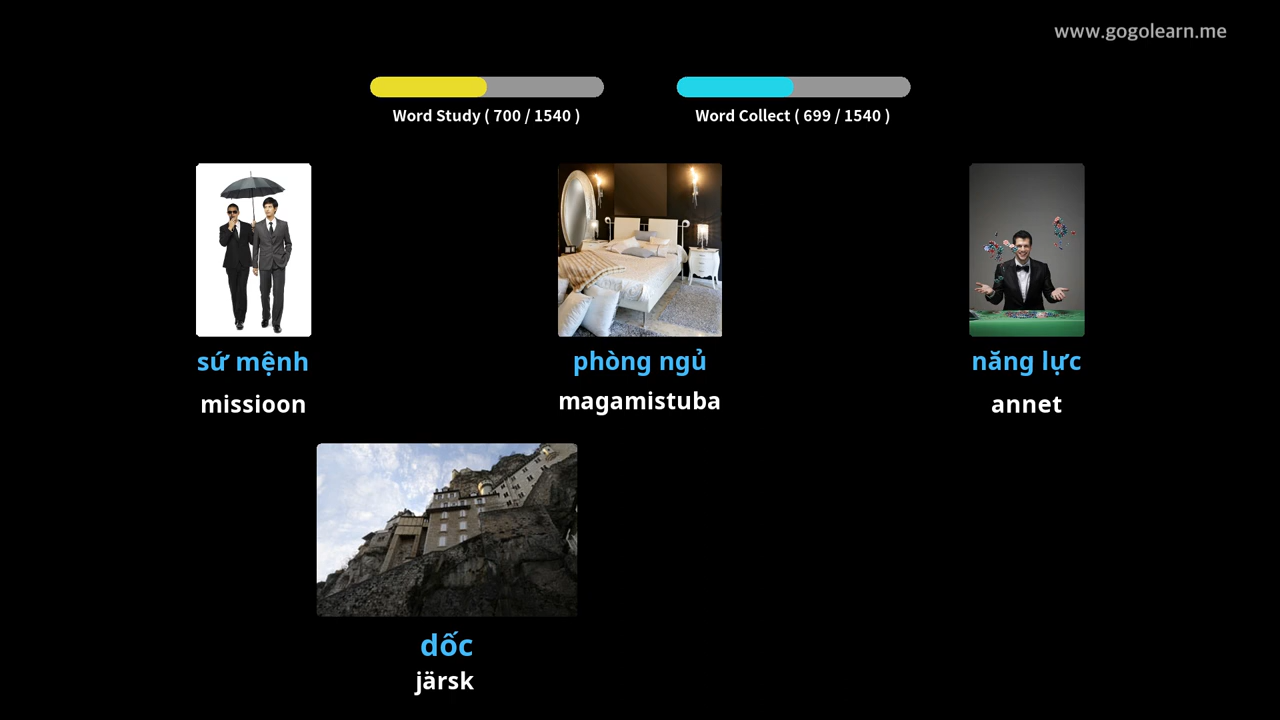 www.gogolearn.me
Word Study ( 700 / 1540 )
Word Collect ( 699 / 1540 )
sứ mệnh
missioon
phòng ngủ
magamistuba
năng lực
annet
dốc
järsk